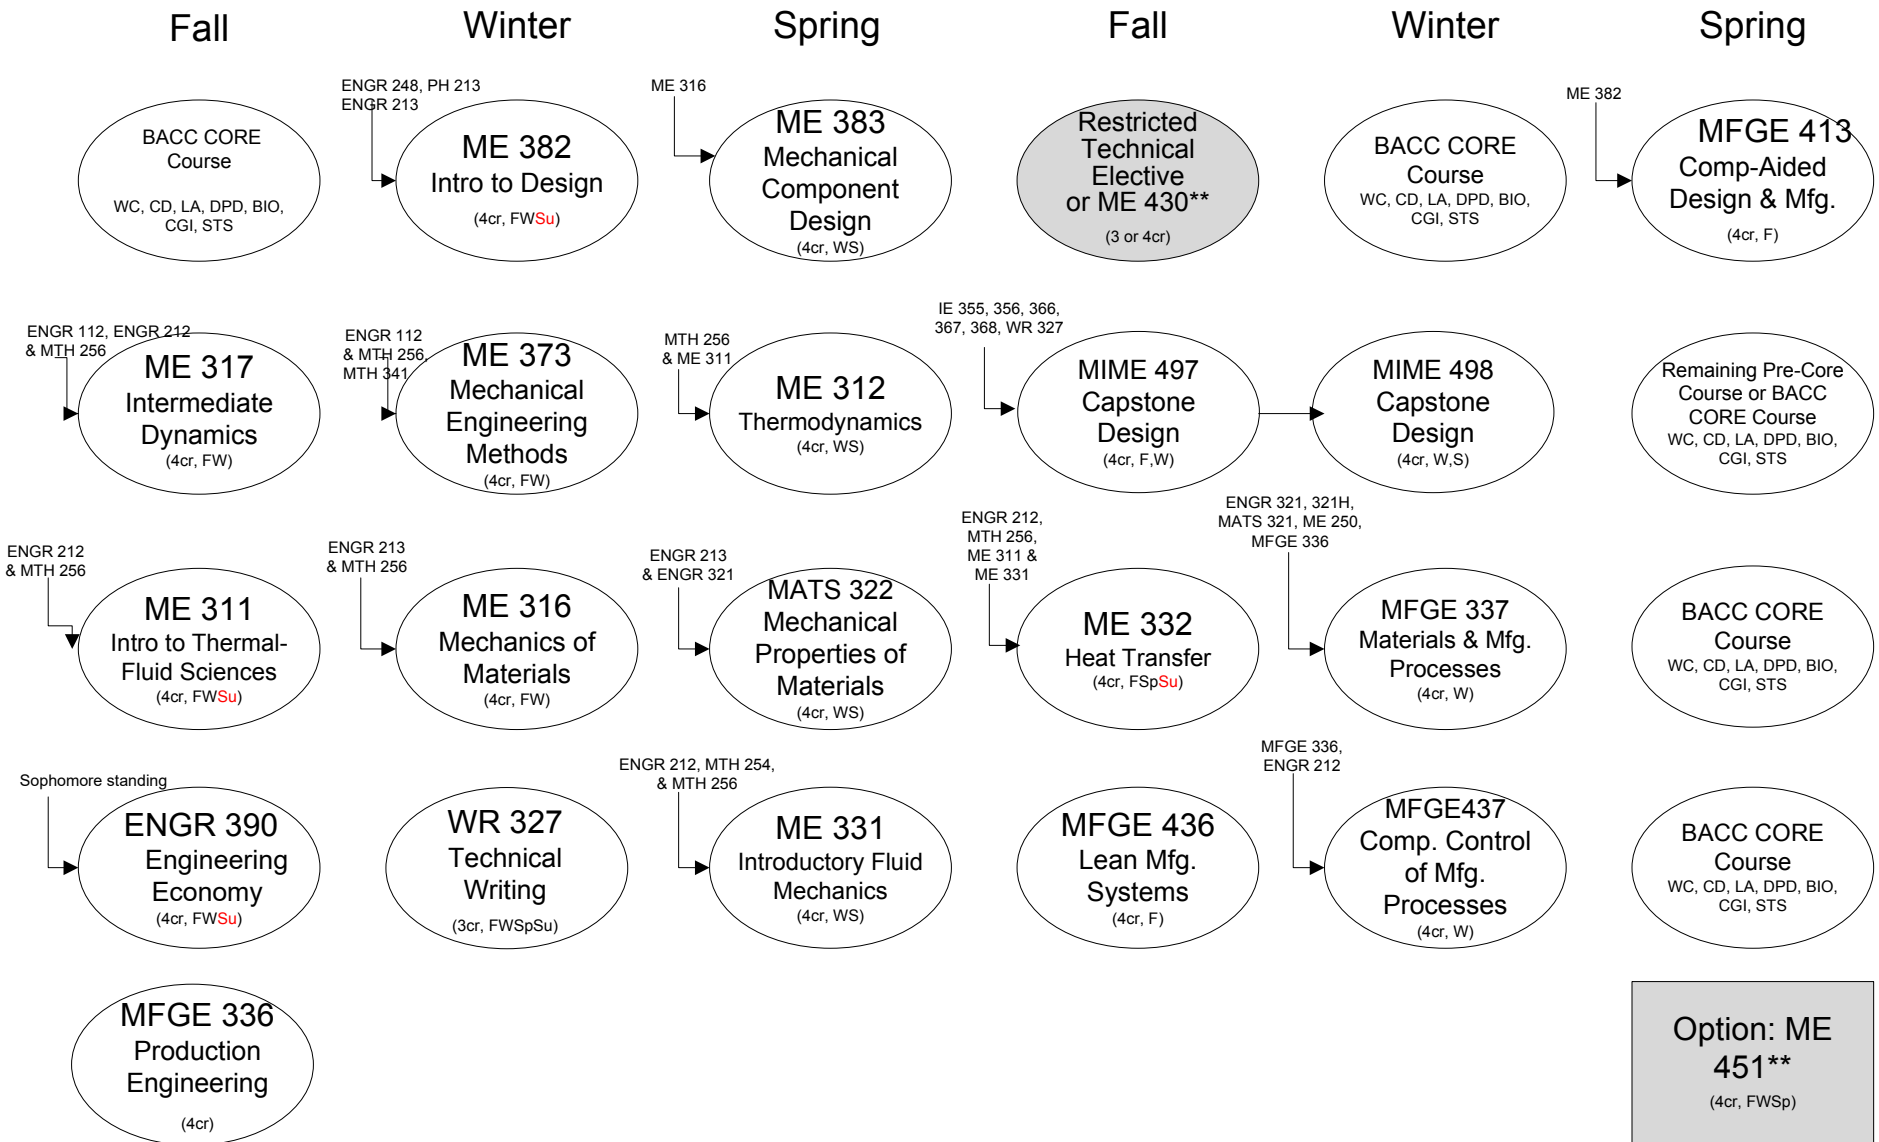 Fall
Winter
Spring
Fall
Winter
Spring
BACC CORE
Course
WC, CD, LA, DPD, BIO,
CGI, STS
ENGR 248, PH 213
ENGR 213
ME 382
Intro to Design
(4cr, FWSu)
ME 316
ME 383
Mechanical
Component
Design
(4cr, WS)
Restricted
Technical
Elective
or ME 430**
(3 or 4cr)
BACC CORE
Course
WC, CD, LA, DPD, BIO,
CGI, STS
ME 382
MFGE 413
Comp-Aided
Design & Mfg.
(4cr, F)
ENGR 112, ENGR 212
& MTH 256
ME 317
Intermediate
Dynamics
(4cr, FW)
ENGR 112
& MTH 256,
MTH 341
ME 373
Mechanical
Engineering
Methods
(4cr, FW)
MTH 256
& ME 311
ME 312
Thermodynamics
(4cr, WS)
IE 355, 356, 366,
367, 368, WR 327
MIME 497
Capstone
Design
(4cr, F,W)
MIME 498
Capstone
Design
(4cr, W,S)
Remaining Pre-Core
Course or BACC
CORE Course
WC, CD, LA, DPD, BIO,
CGI, STS
ENGR 212
& MTH 256
ME 311
Intro to Thermal-
Fluid Sciences
(4cr, FWSu)
ENGR 213
& MTH 256
ME 316
Mechanics of
Materials
(4cr, FW)
ENGR 213
& ENGR 321
MATS 322
Mechanical
Properties of
Materials
(4cr, WS)
ENGR 212,
MTH 256,
ME 311 &
ME 331
ME 332
Heat Transfer
(4cr, FSpSu)
ENGR 321, 321H,
MATS 321, ME 250,
MFGE 336
MFGE 337
Materials & Mfg.
Processes
(4cr, W)
BACC CORE
Course
WC, CD, LA, DPD, BIO,
CGI, STS
Sophomore standing
ENGR 390
Engineering
Economy
(4cr, FWSu)
WR 327
Technical
Writing
(3cr, FWSpSu)
ENGR 212, MTH 254,
& MTH 256
ME 331
Introductory Fluid
Mechanics
(4cr, WS)
MFGE 436
Lean Mfg.
Systems
(4cr, F)
MFGE 336,
ENGR 212
MFGE437
Comp. Control
of Mfg.
Processes
(4cr, W)
BACC CORE
Course
WC, CD, LA, DPD, BIO,
CGI, STS
MFGE 336
Production
Engineering
(4cr)
Option: ME
451**
(4cr, FWSp)